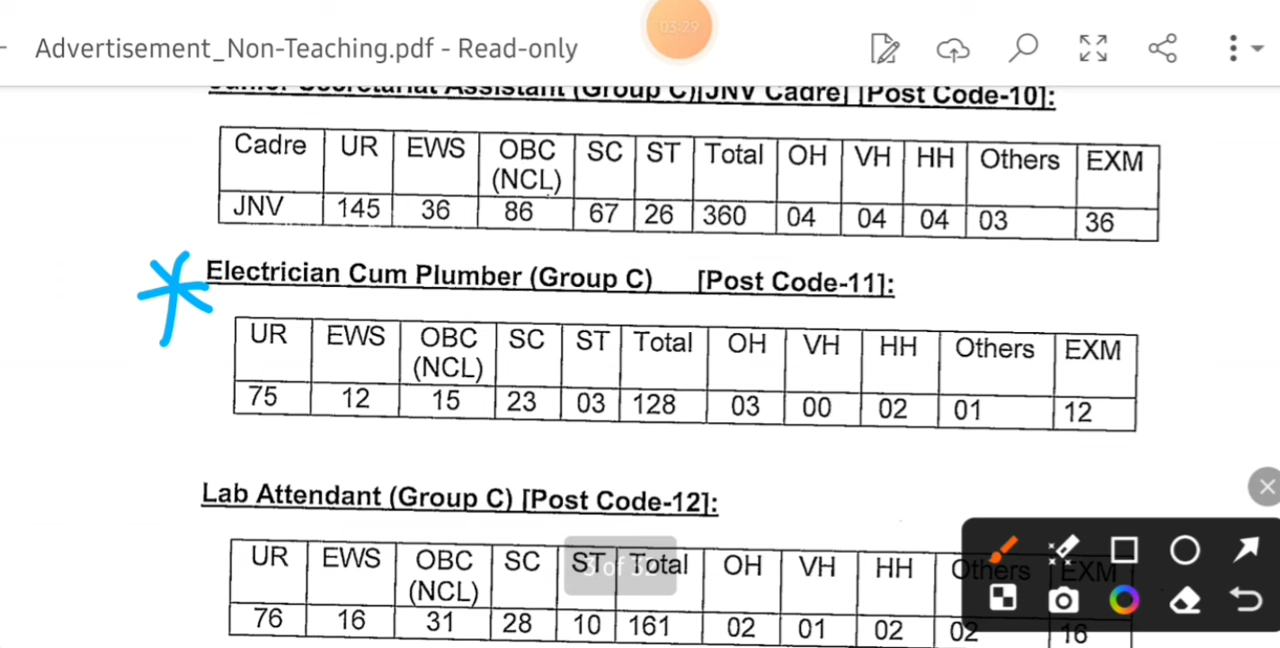 03:29
Advertisement_Non-Teaching.pdf - Read-only
Junior Secretariat Assistant (Group C)[JNV Cadre] [Post Code-10]:
Cadre UR EWS OBC (NCL) SC ST Total OH VH HH Others EXM
JNV 145 36 86 67 26 360 04 04 04 03 36
Electrician Cum Plumber (Group C) [Post Code-11]:
UR EWS OBC (NCL) SC ST Total OH VH HH Others EXM
75 12 15 23 03 128 03 00 02 01 12
Lab Attendant (Group C) [Post Code-12]:
UR EWS OBC (NCL) SC ST Total OH VH HH Others EXM
76 16 31 28 10 161 02 01 02 02 16